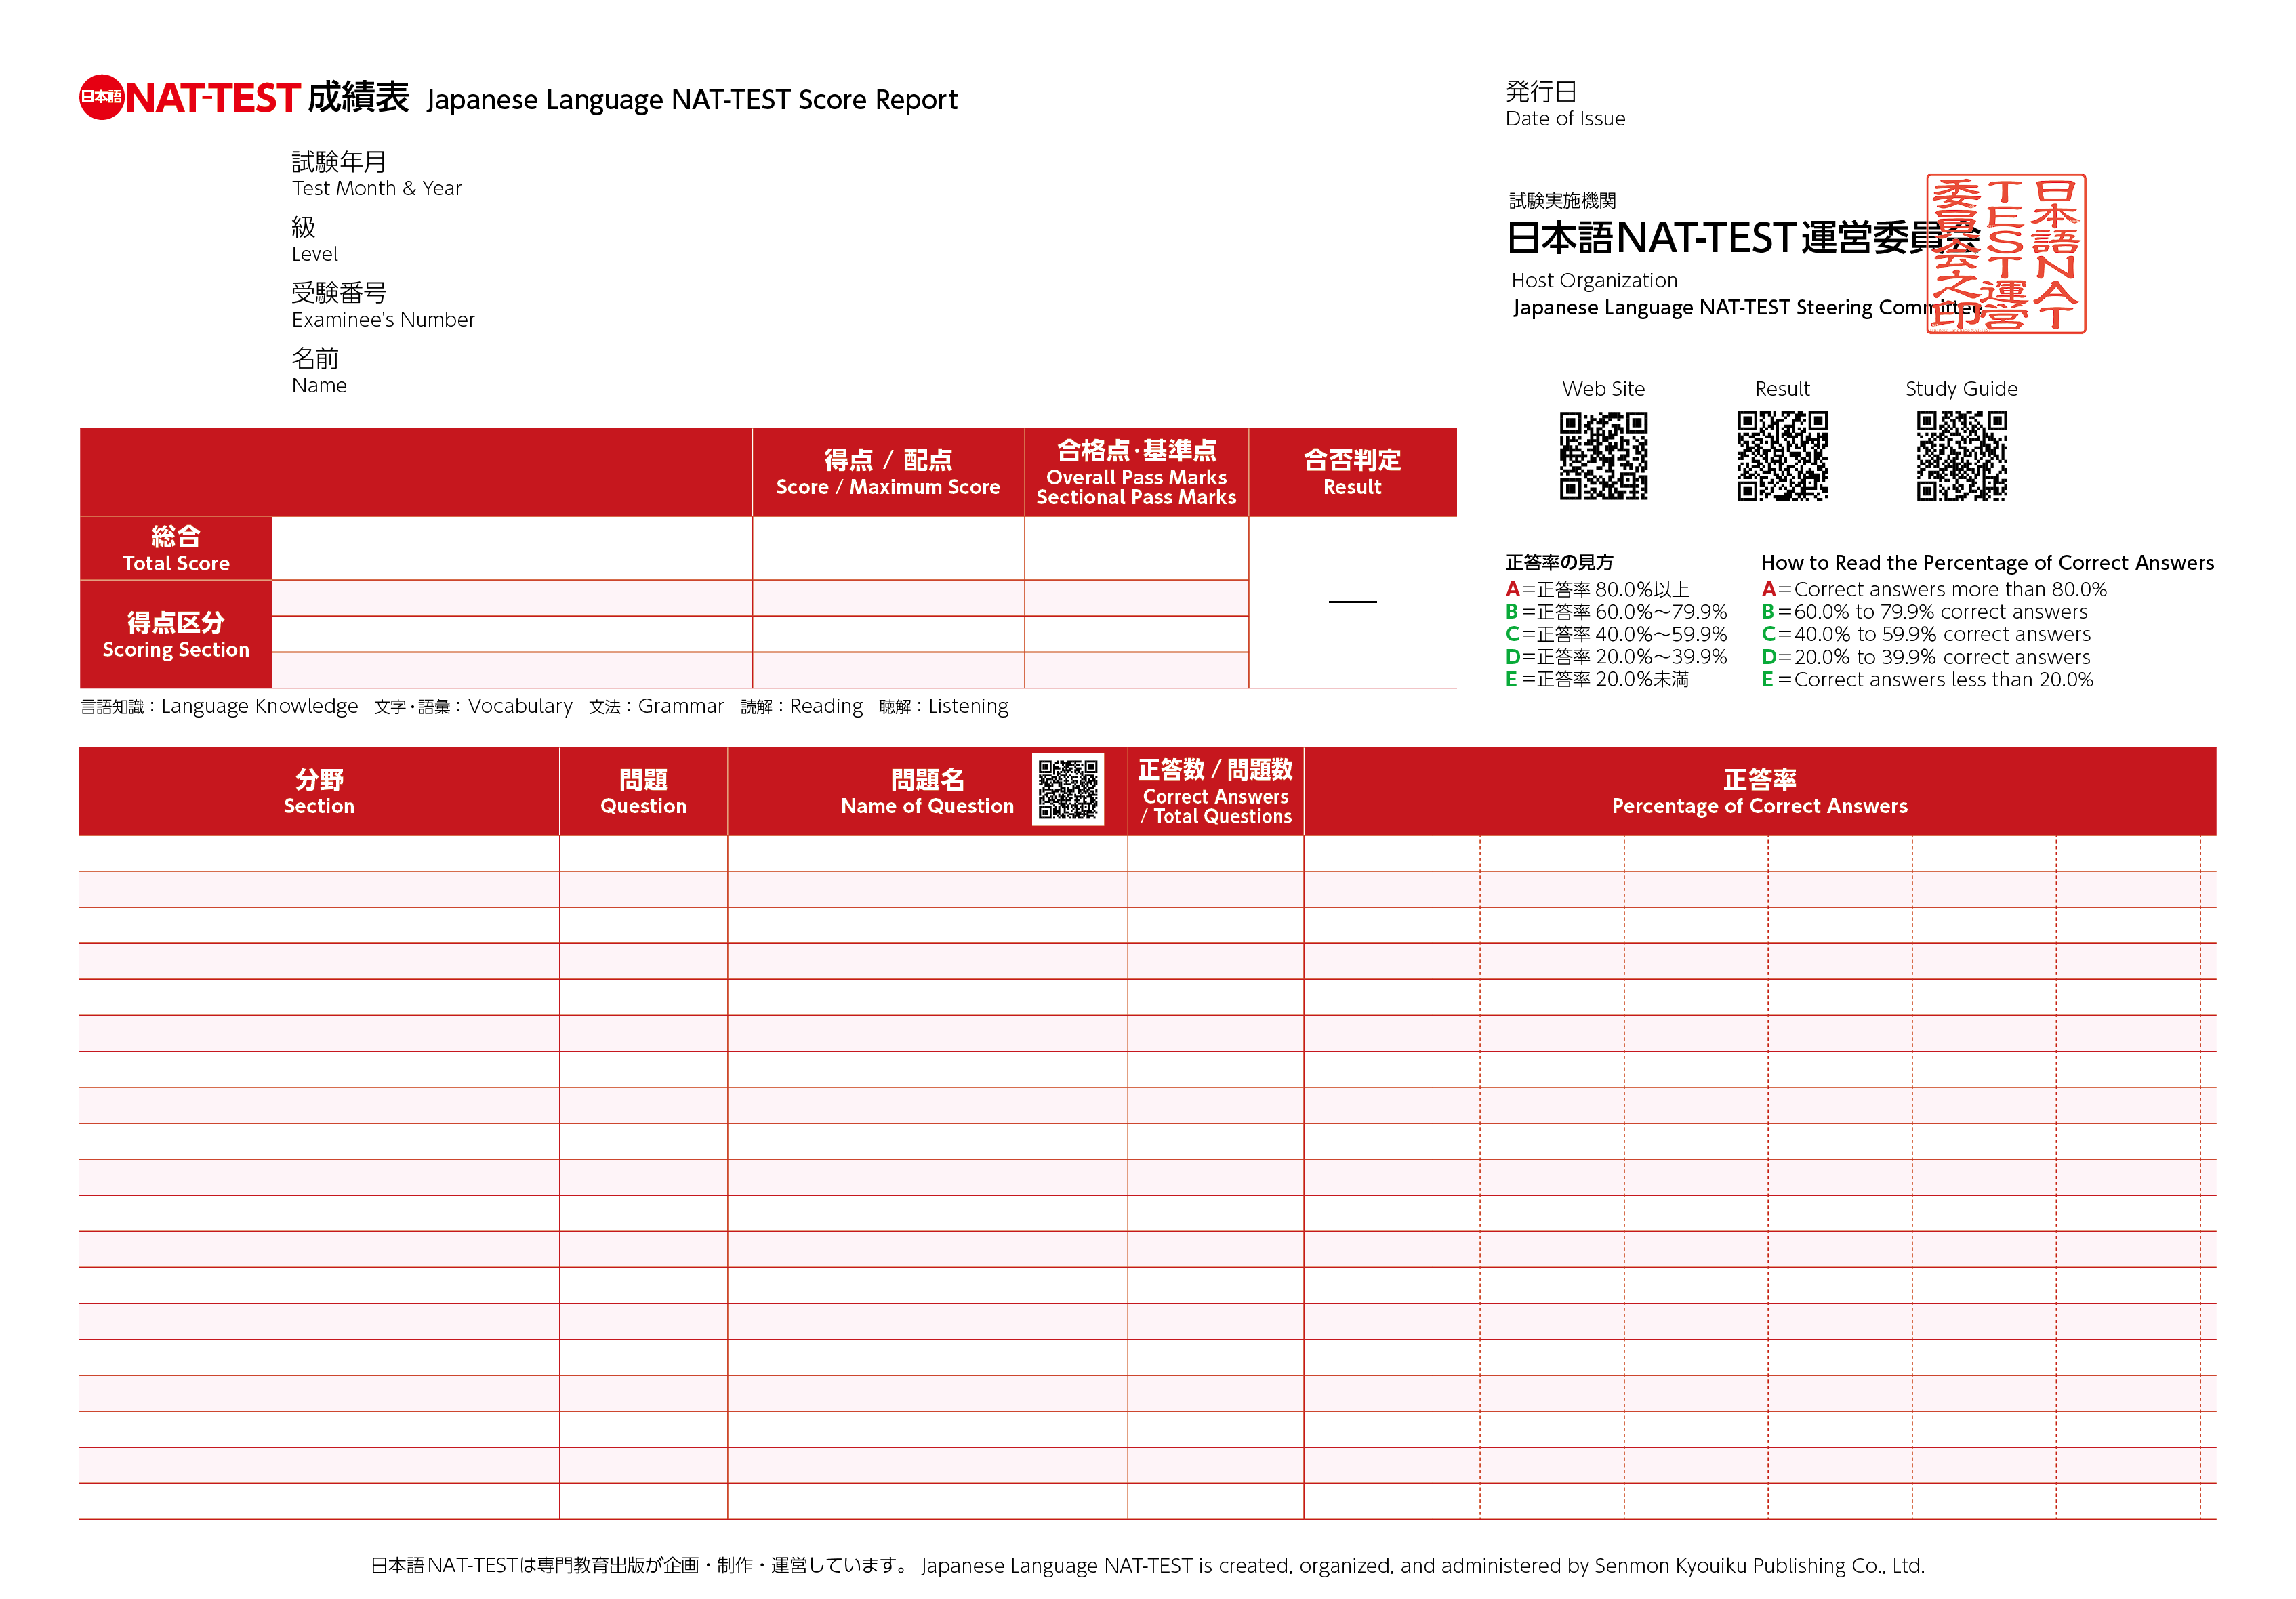 日本語NAT-TEST 成績表 Japanese Language NAT-TEST Score Report
試験年月
Test Month & Year
級
Level
受験番号
Examinee's Number
名前
Name
発行日
Date of Issue
試験実施機関
日本語NAT-TEST運営委員会
Host Organization
Japanese Language NAT-TEST Steering Committee
日本語NAT
TEST運営
委員会之印
Web Site
Result
Study Guide
得点 / 配点
Score / Maximum Score
合格点・基準点
Overall Pass Marks
Sectional Pass Marks
合否判定
Result
総合
Total Score
得点区分
Scoring Section
言語知識：Language Knowledge 文字・語彙：Vocabulary 文法：Grammar 読解：Reading 聴解：Listening
正答率の見方
A=正答率 80.0%以上
B=正答率 60.0%～79.9%
C=正答率 40.0%～59.9%
D=正答率 20.0%～39.9%
E=正答率 20.0%未満
How to Read the Percentage of Correct Answers
A=Correct answers more than 80.0%
B=60.0% to 79.9% correct answers
C=40.0% to 59.9% correct answers
D=20.0% to 39.9% correct answers
E=Correct answers less than 20.0%
分野
Section
問題
Question
問題名
Name of Question
正答数 / 問題数
Correct Answers
/ Total Questions
正答率
Percentage of Correct Answers
日本語NAT-TESTは専門教育出版が企画・制作・運営しています。 Japanese Language NAT-TEST is created, organized, and administered by Senmon Kyouiku Publishing Co., Ltd.